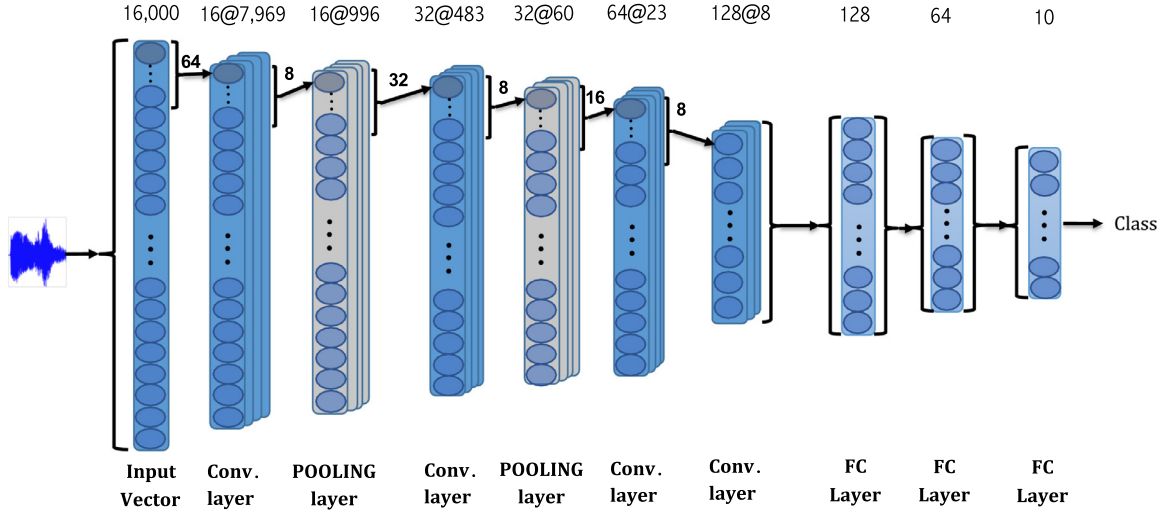 16,000 16@7,969 16@996 32@483 32@60 64@23 128@8 128 64 10
64 8 32 8 16 8
Class
Input Conv. POOLING Conv. POOLING Conv. Conv. FC FC FC
Vector layer layer layer layer layer layer Layer Layer Layer